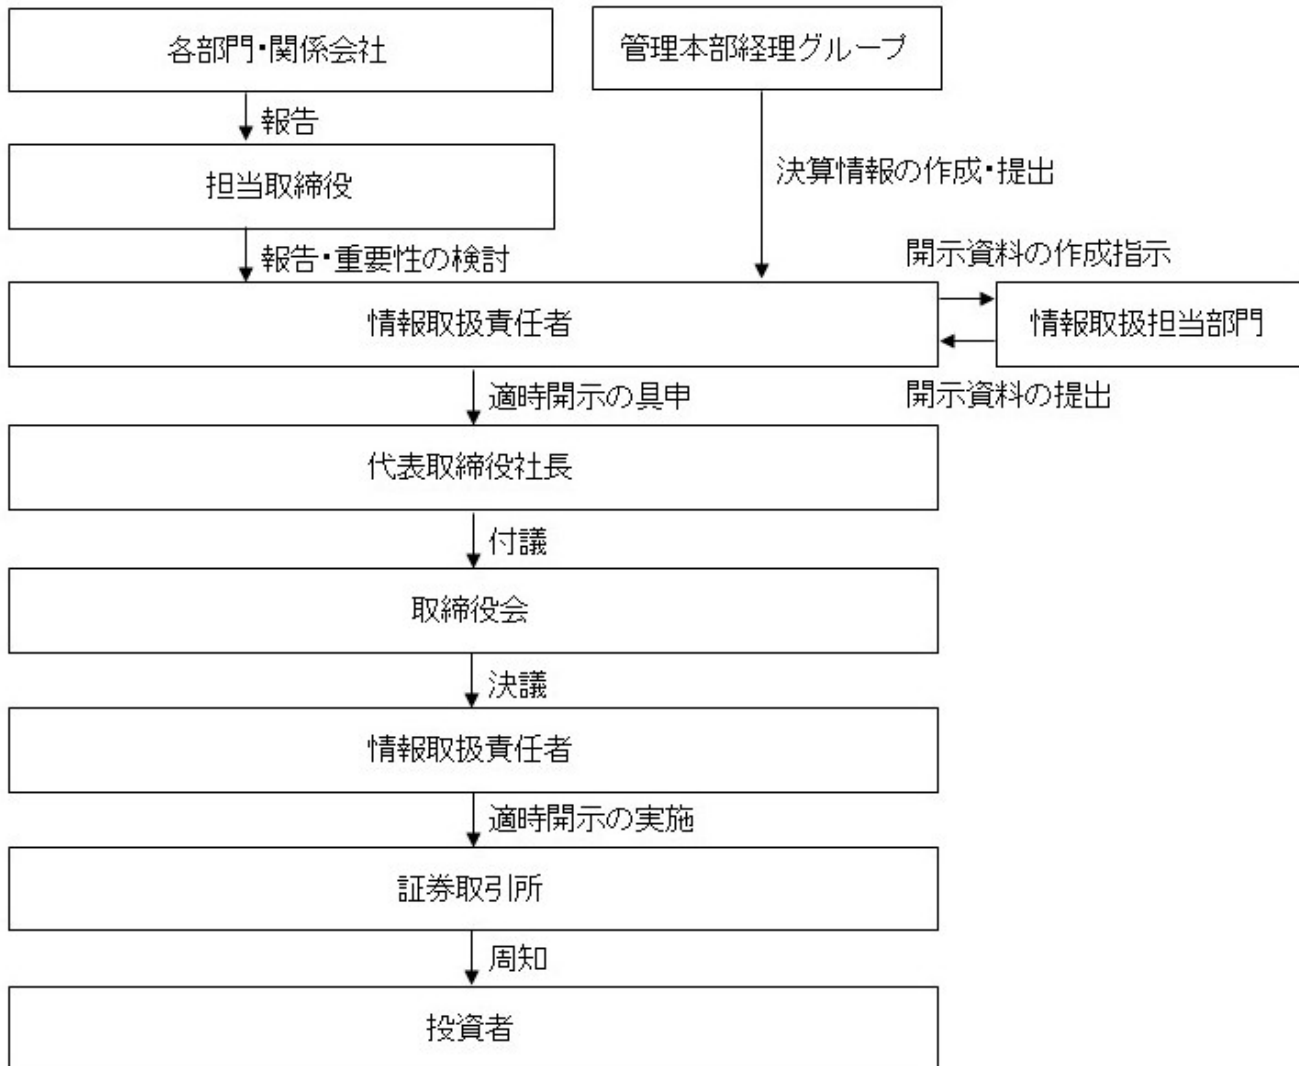 各部門・関係会社
管理本部経理グループ
報告
担当取締役
決算情報の作成・提出
報告・重要性の検討
開示資料の作成指示
情報取扱責任者
情報取扱担当部門
適時開示の具申
開示資料の提出
代表取締役社長
付議
取締役会
決議
情報取扱責任者
適時開示の実施
証券取引所
周知
投資者